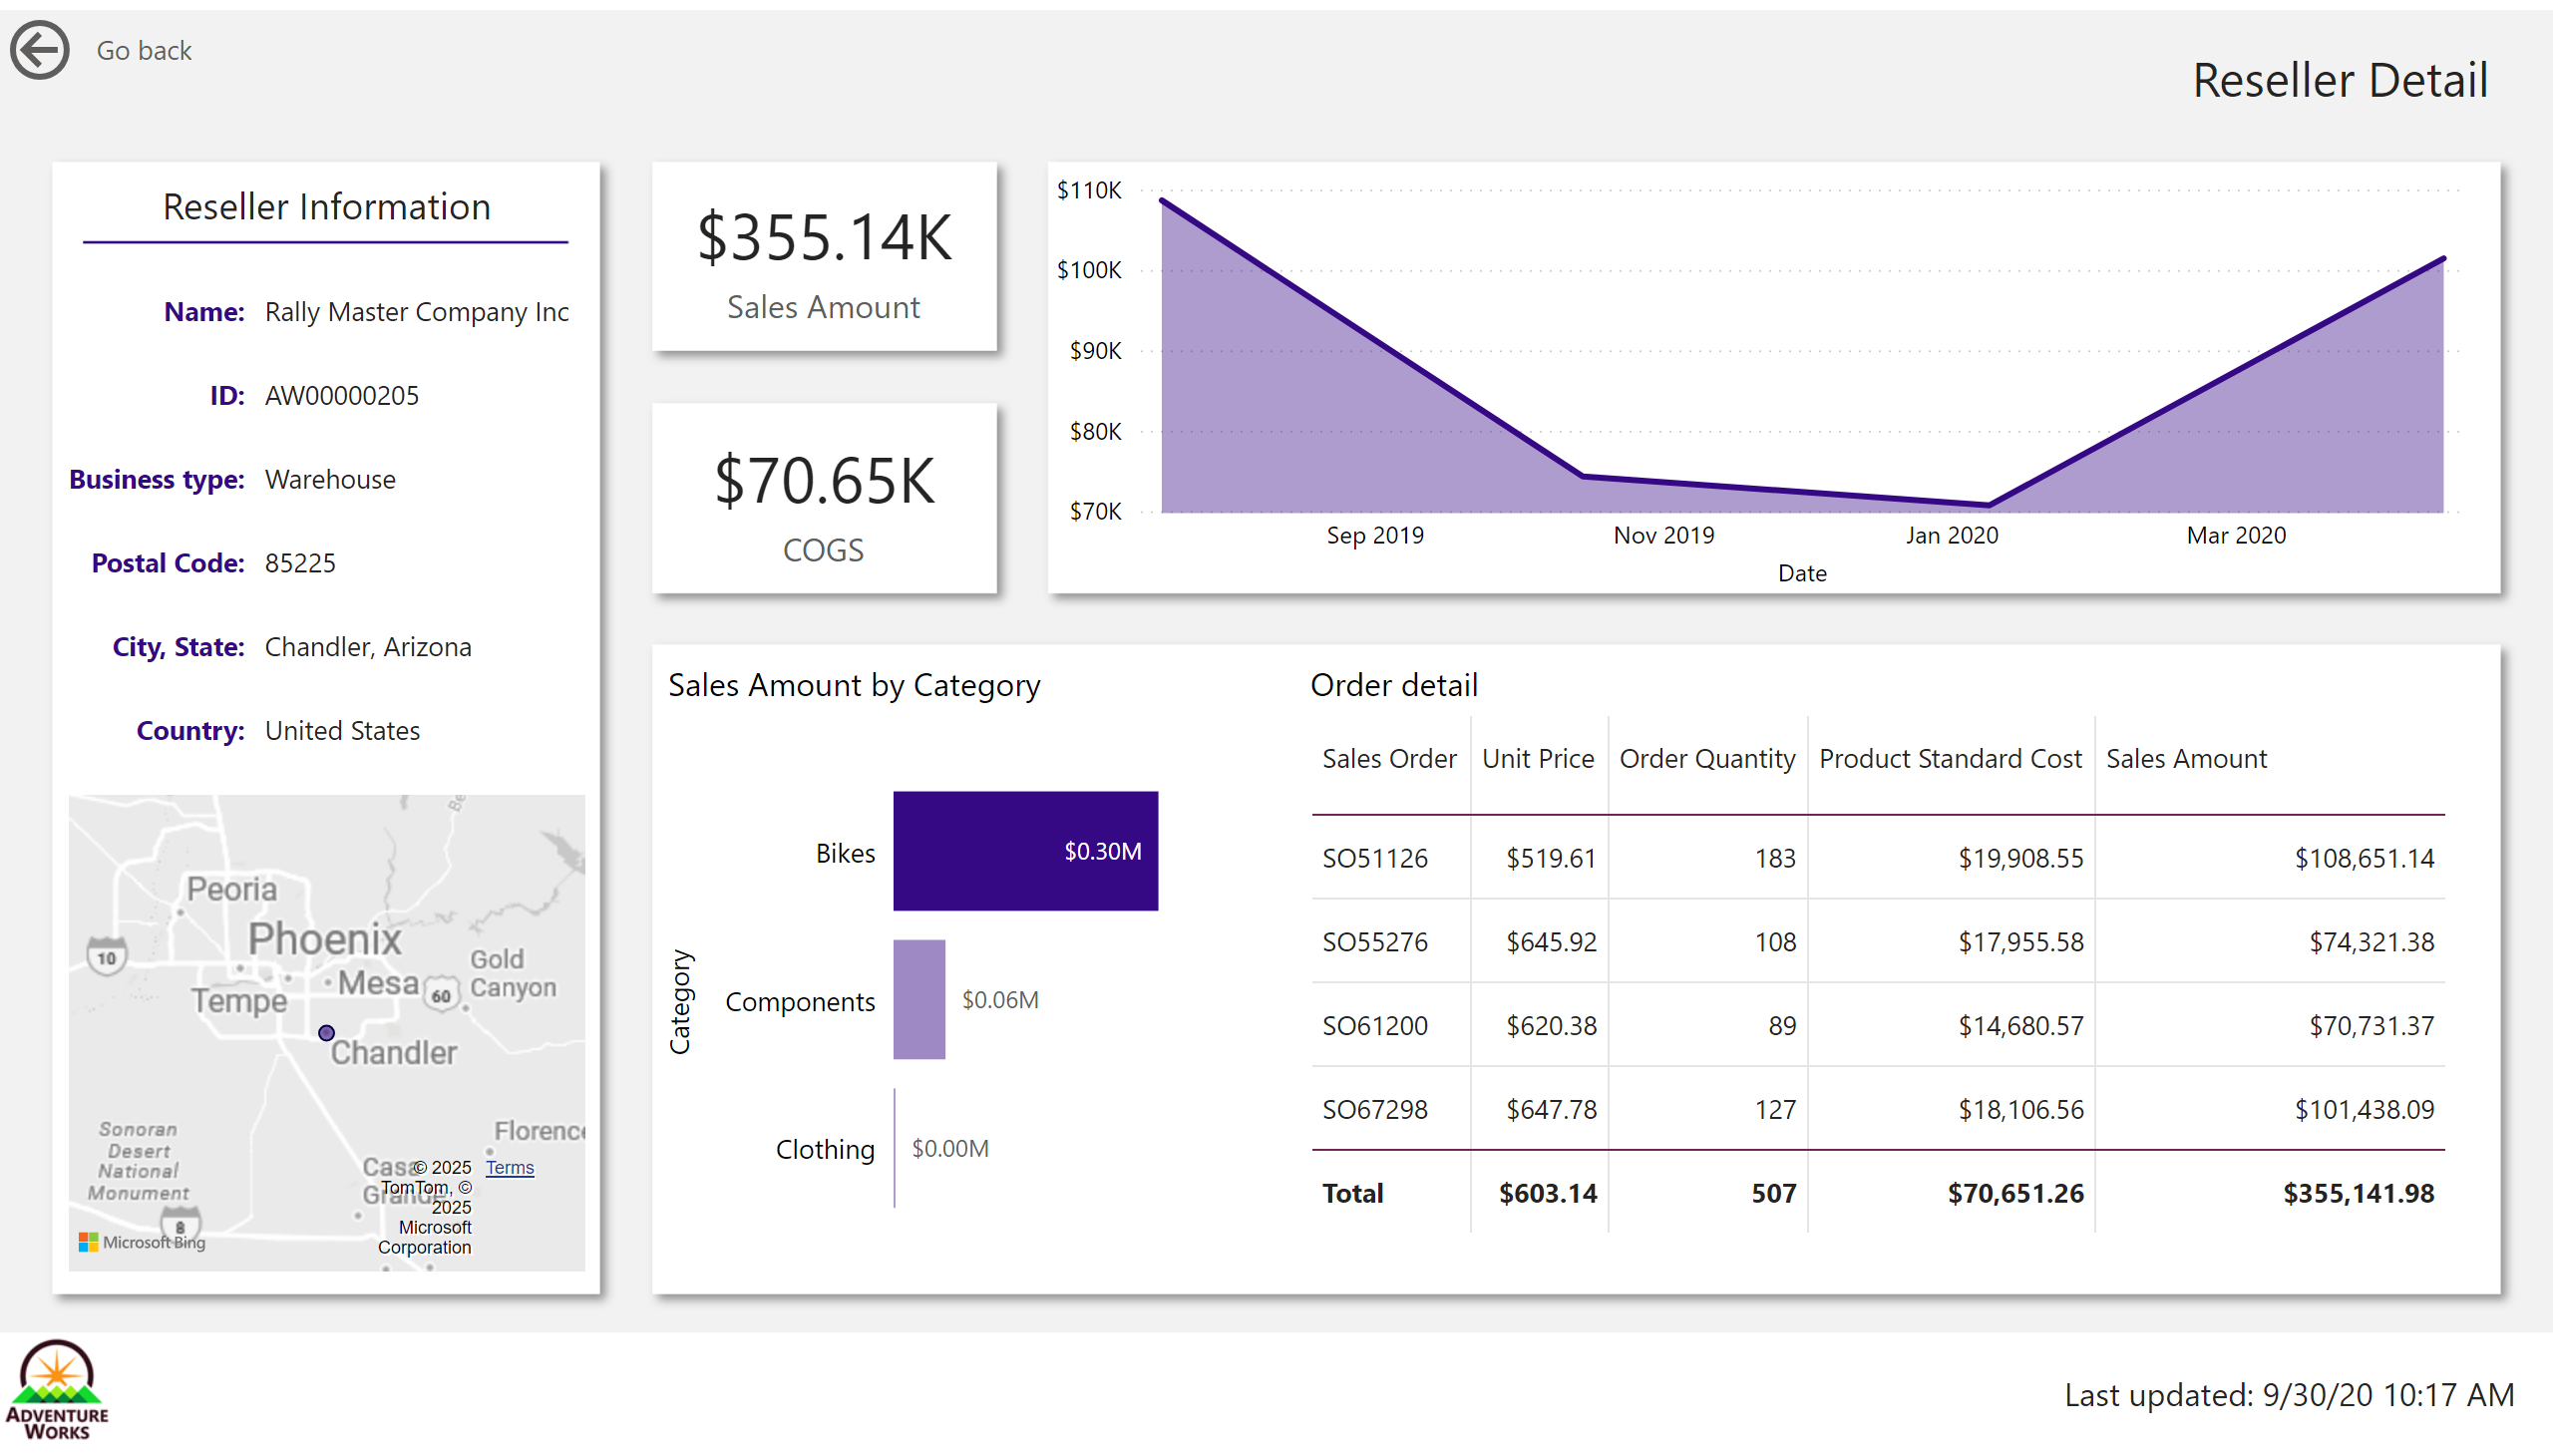 Go back
Reseller Detail
Reseller Information
Name: Rally Master Company Inc
ID: AW00000205
Business type: Warehouse
Postal Code: 85225
City, State: Chandler, Arizona
Country: United States
Peoria
Phoenix
10
Gold
Canyon
Mesa
60
Tempe
Chandler
Sonoran
Desert
National
Monument
Florence
Casa
Grande
8
© 2025 Terms
TomTom, ©
2025
Microsoft
Corporation
Microsoft Bing
$355.14K
Sales Amount
$70.65K
COGS
$110K
$100K
$90K
$80K
$70K
Sep 2019 Nov 2019 Jan 2020 Mar 2020
Date
Sales Amount by Category
Category
Bikes $0.30M
Components $0.06M
Clothing $0.00M
Order detail
Sales Order Unit Price Order Quantity Product Standard Cost Sales Amount
SO51126 $519.61 183 $19,908.55 $108,651.14
SO55276 $645.92 108 $17,955.58 $74,321.38
SO61200 $620.38 89 $14,680.57 $70,731.37
SO67298 $647.78 127 $18,106.56 $101,438.09
Total $603.14 507 $70,651.26 $355,141.98
ADVENTURE
WORKS
Last updated: 9/30/20 10:17 AM